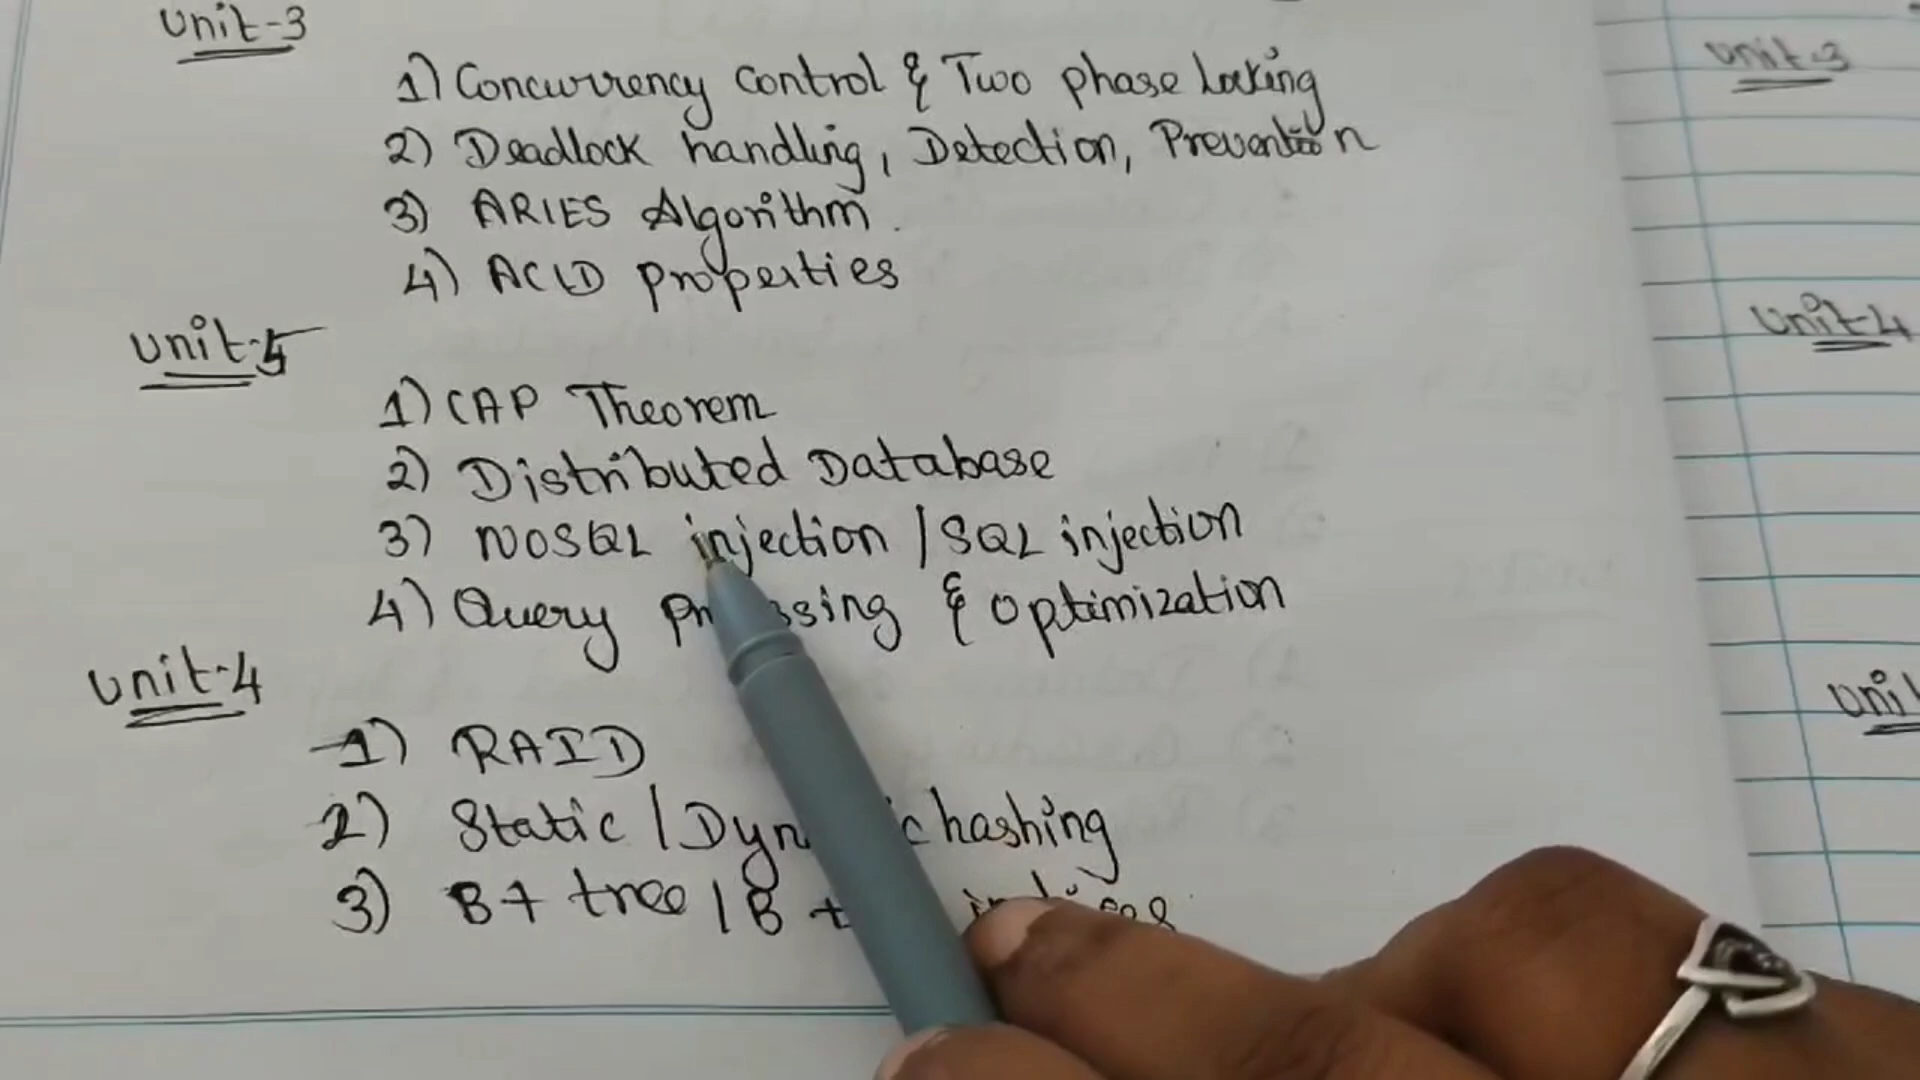 Unit-3
1) Concurrency control & Two phase Locking
2) Deadlock handling, Detection, Prevention
3) ARIES Algorithm.
4) ACID properties
Unit-5
1) CAP Theorem
2) Distributed Database
3) NOSQL injection / SQL injection
4) Query & optimization
Unit-4
1) RAID
2) Static / hashing
3) B+ tree / B
Unit-3
Unit-4